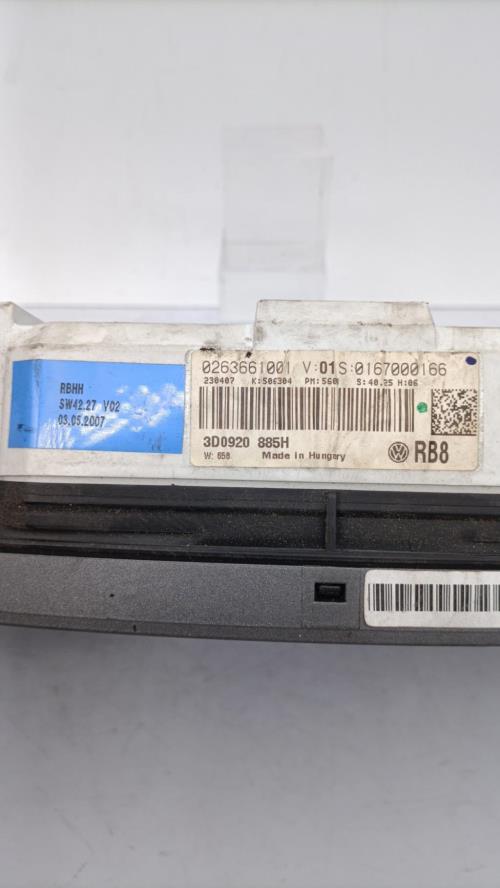 RBHH
SW42.27 V02
03.05.2007
0263661001 V:01S:0167000166
230407 K:S06304 PM:560 S:40.25 H:06
3D0920 885H
W: 658 Made in Hungary
RB8